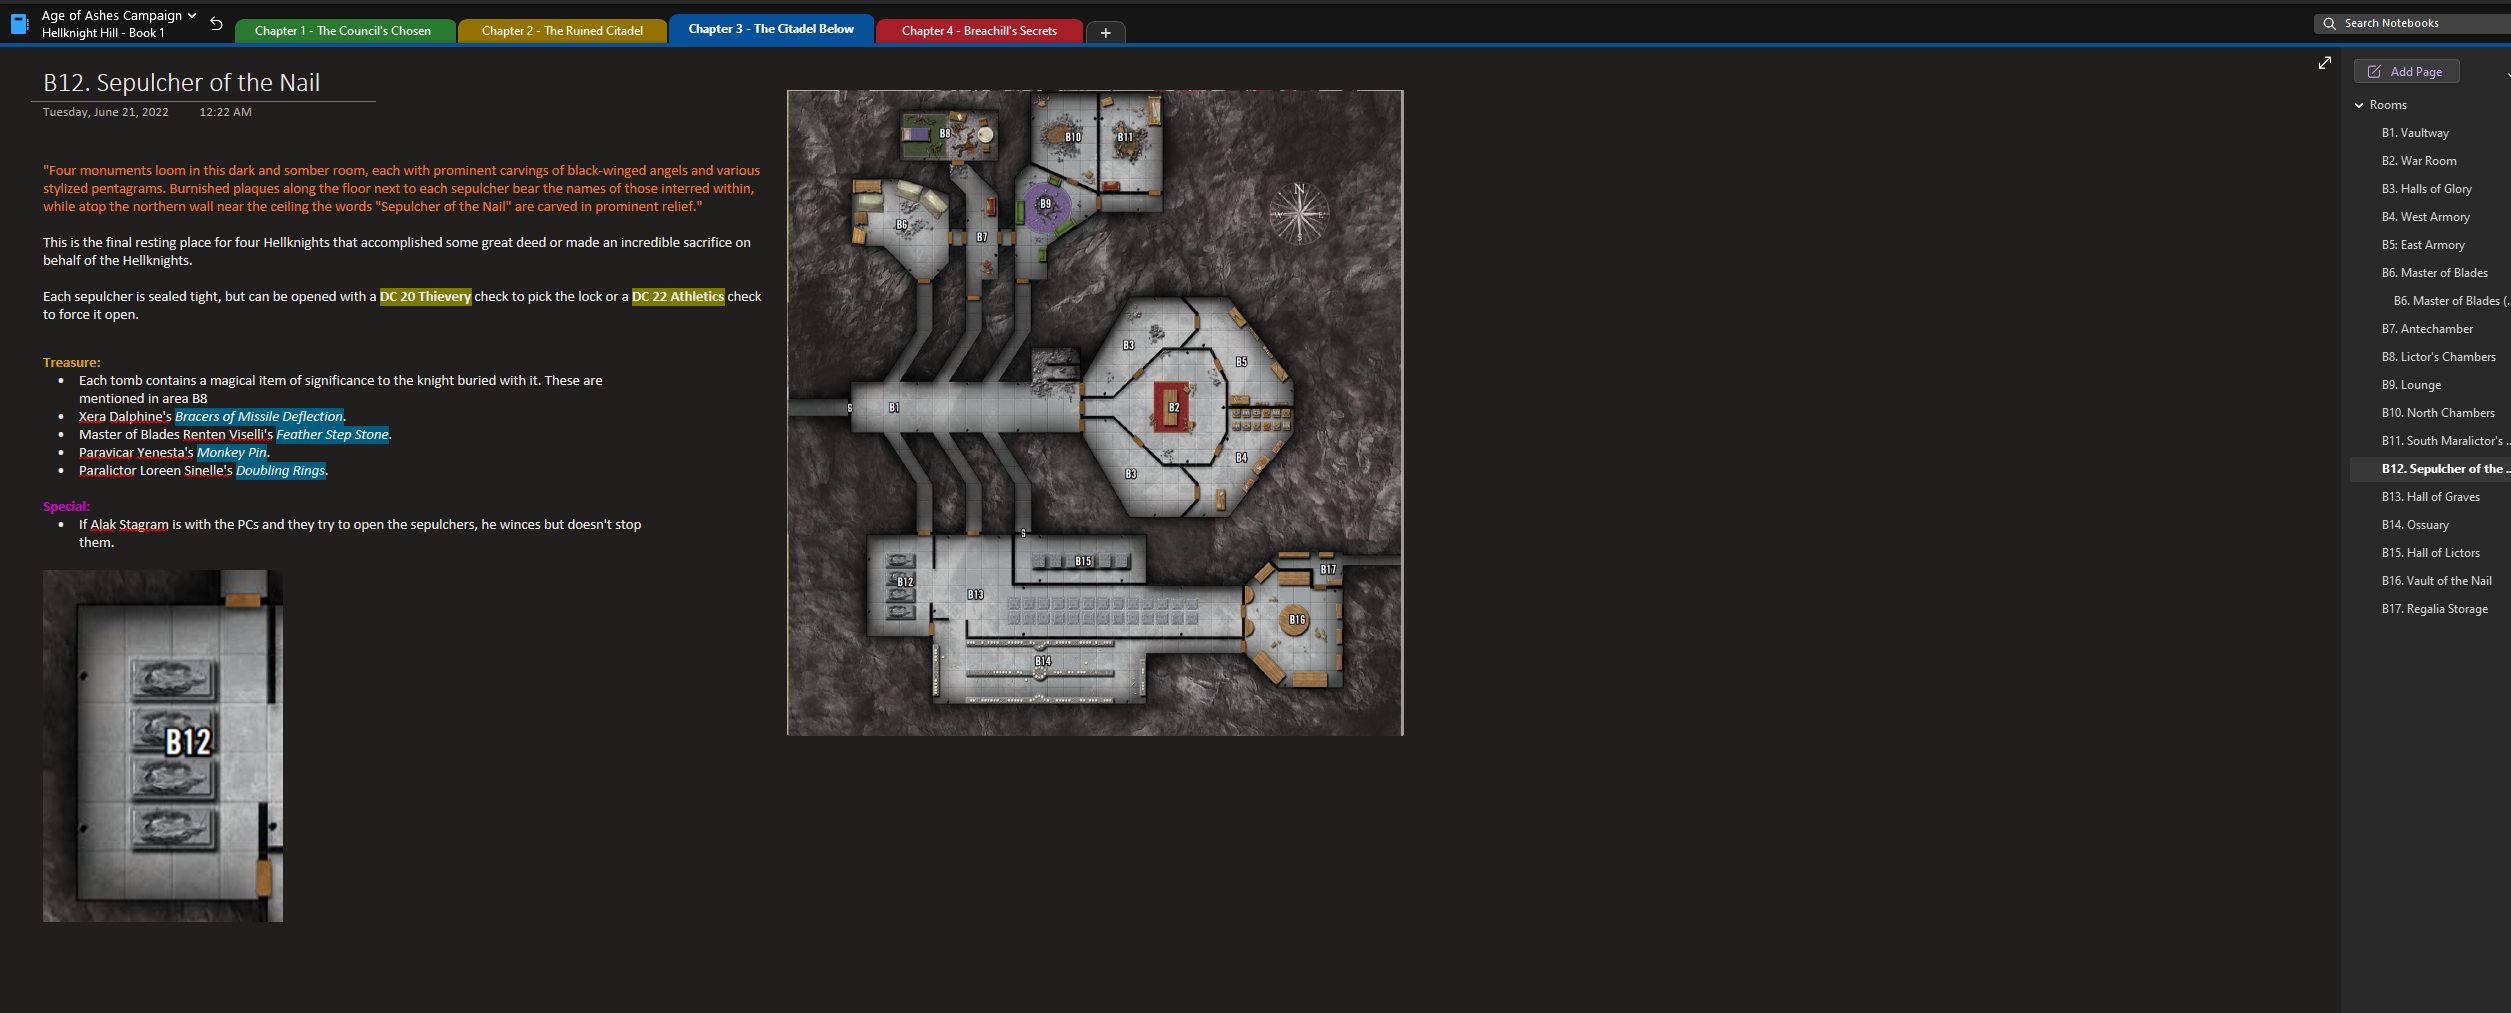 Age of Ashes Campaign
Hellknight Hill - Book 1
Chapter 1 - The Council's Chosen
Chapter 2 - The Ruined Citadel
Chapter 3 - The Citadel Below
Chapter 4 - Breachill's Secrets
+
Search Notebooks
B12. Sepulcher of the Nail
Tuesday, June 21, 2022 12:22 AM
"Four monuments loom in this dark and somber room, each with prominent carvings of black-winged angels and various
stylized pentagrams. Burnished plaques along the floor next to each sepulcher bear the names of those interred within,
while atop the northern wall near the ceiling the words "Sepulcher of the Nail" are carved in prominent relief."
This is the final resting place for four Hellknights that accomplished some great deed or made an incredible sacrifice on
behalf of the Hellknights.
Each sepulcher is sealed tight, but can be opened with a DC 20 Thievery check to pick the lock or a DC 22 Athletics check
to force it open.
Treasure:
• Each tomb contains a magical item of significance to the knight buried with it. These are
mentioned in area B8
• Xera Dalphine's Bracers of Missile Deflection.
• Master of Blades Renten Viselli's Feather Step Stone.
• Paravicar Yenesta's Monkey Pin.
• Paralictor Loreen Sinelle's Doubling Rings.
Special:
• If Alak Stagram is with the PCs and they try to open the sepulchers, he winces but doesn't stop
them.
B12
B8
B10
B11
B9
B6
B7
N
W
E
S
B3
B5
B1
S
B2
B4
B3
S
B15
B12
B13
B17
B16
B14
Add Page
Rooms
B1. Vaultway
B2. War Room
B3. Halls of Glory
B4. West Armory
B5: East Armory
B6. Master of Blades
B6. Master of Blades (..
B7. Antechamber
B8. Lictor's Chambers
B9. Lounge
B10. North Chambers
B11. South Maralictor's ..
B12. Sepulcher of the ..
B13. Hall of Graves
B14. Ossuary
B15. Hall of Lictors
B16. Vault of the Nail
B17. Regalia Storage